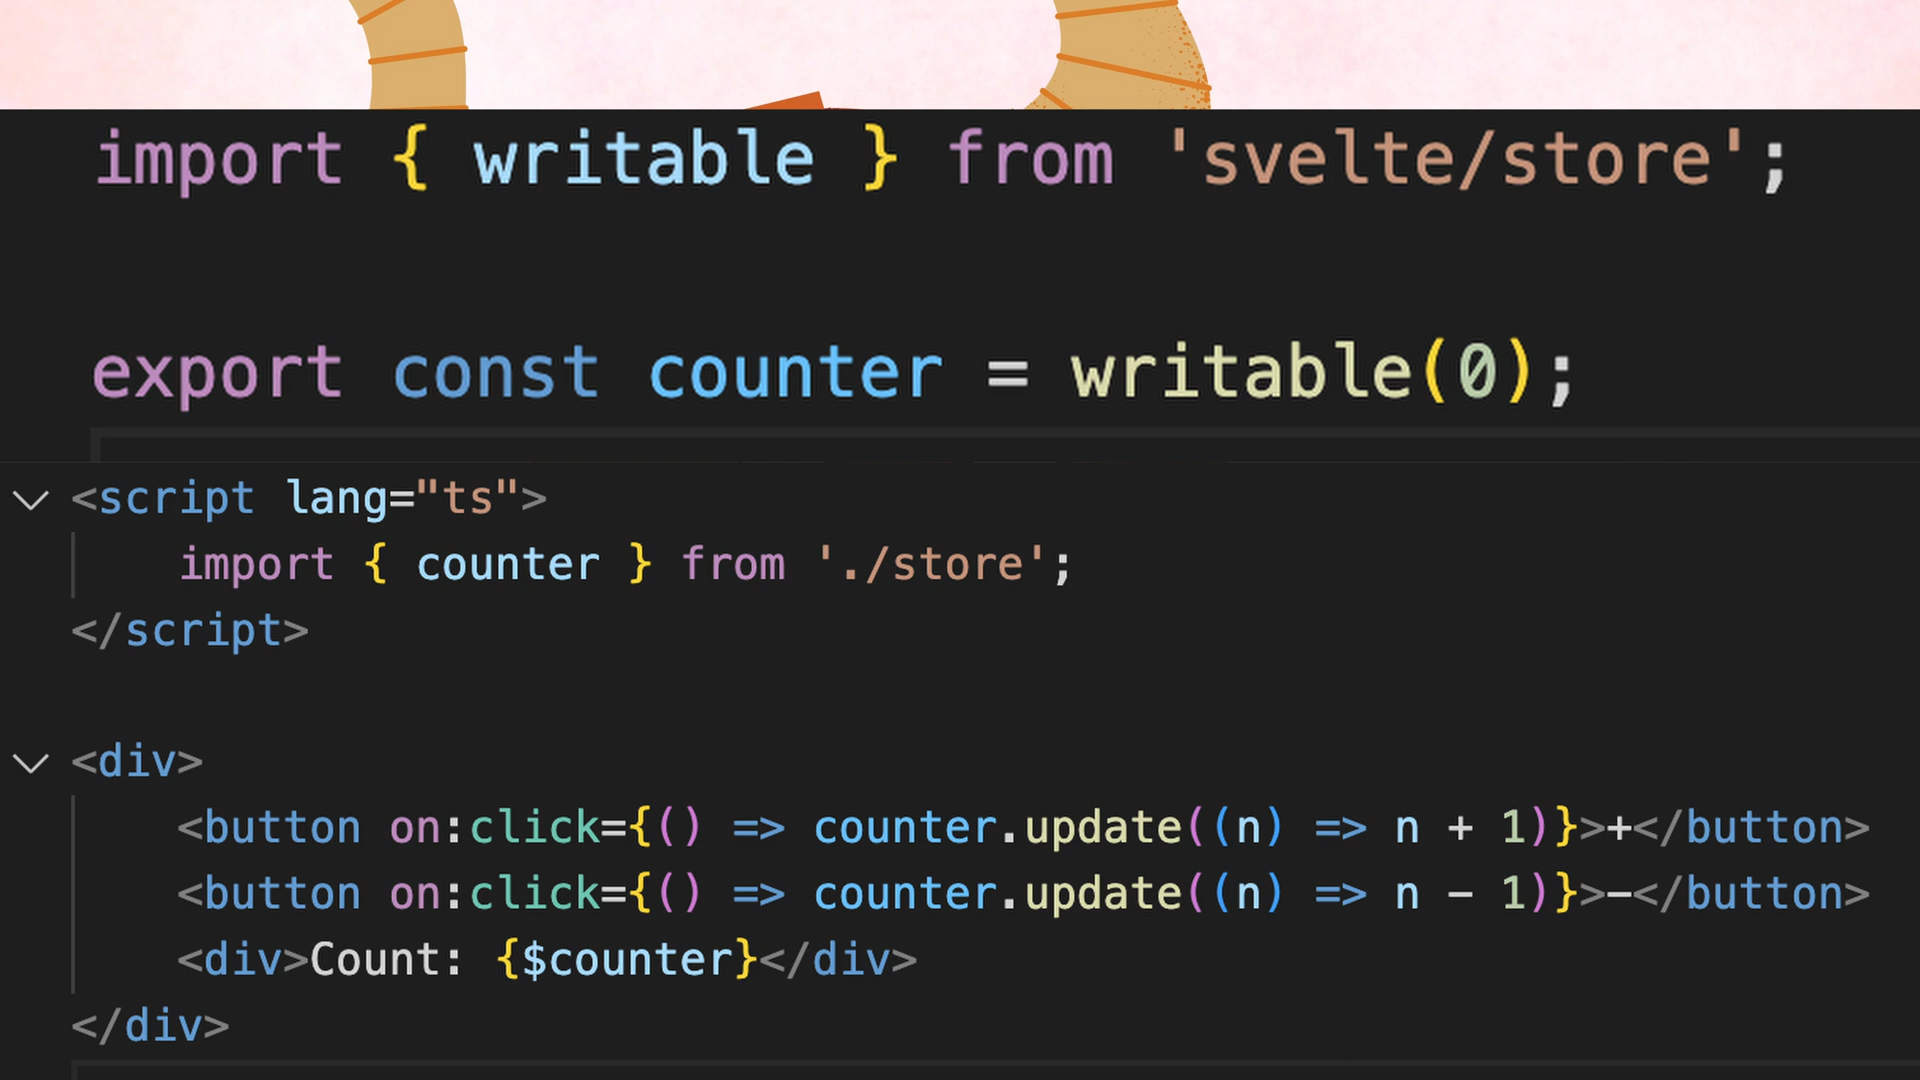 import { writable } from 'svelte/store';
export const counter = writable(0);
<script lang="ts">
import { counter } from './store';
</script>
<div>
<button on:click={() => counter.update((n) => n + 1)}>+</button>
<button on:click={() => counter.update((n) => n - 1)}>-</button>
<div>Count: {$counter}</div>
</div>